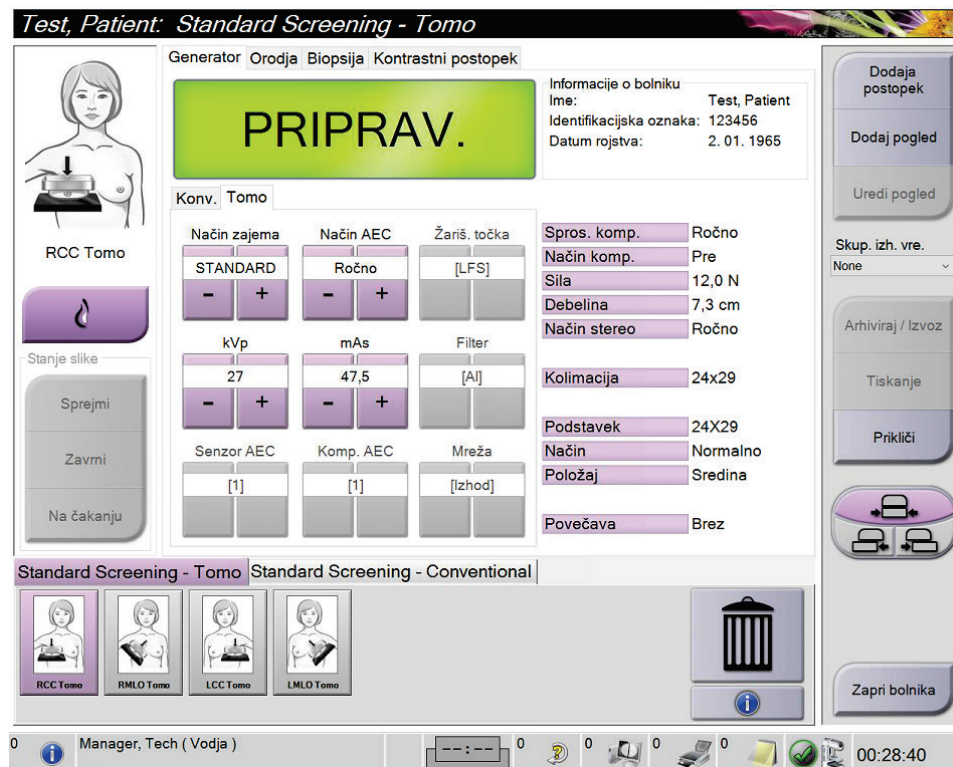 Test, Patient:  Standard Screening - Tomo
Generator Orodja Biopsija Kontrastni postopek
PRIPRAV.
Informacije o bolniku
Ime: Test, Patient
Identifikacijska oznaka: 123456
Datum rojstva: 2. 01. 1965
Dodaja
postopek
Dodaj pogled
Uredi pogled
Skup. izh. vre.
None
Arhiviraj / Izvoz
Tiskanje
Prikliči
RCC Tomo
Stanje slike
Sprejmi
Zavrni
Na čakanju
Konv. Tomo
Način zajema Način AEC Žariš. točka
STANDARD Ročno [LFS]
- + - +
kVp mAs Filter
27 47,5 [Al]
- + - +
Senzor AEC Komp. AEC Mreža
[1] [1] [Izhod]
Spros. komp. Ročno
Način komp. Pre
Sila 12,0 N
Debelina 7,3 cm
Način stereo Ročno
Kolimacija 24x29
Podstavek 24X29
Način Normalno
Položaj Sredina
Povečava Brez
Standard Screening - Tomo Standard Screening - Conventional
RCC Tomo RMLO Tomo LCC Tomo LMLO Tomo
Zapri bolnika
0 Manager, Tech ( Vodja ) --:-- 0 0 0 0 00:28:40